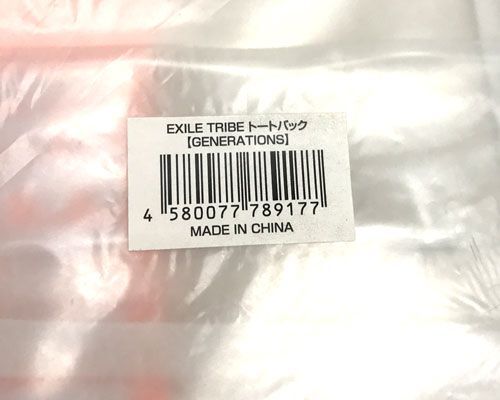 EXILE TRIBE トートバック
【GENERATIONS】
4 580077 789177
MADE IN CHINA